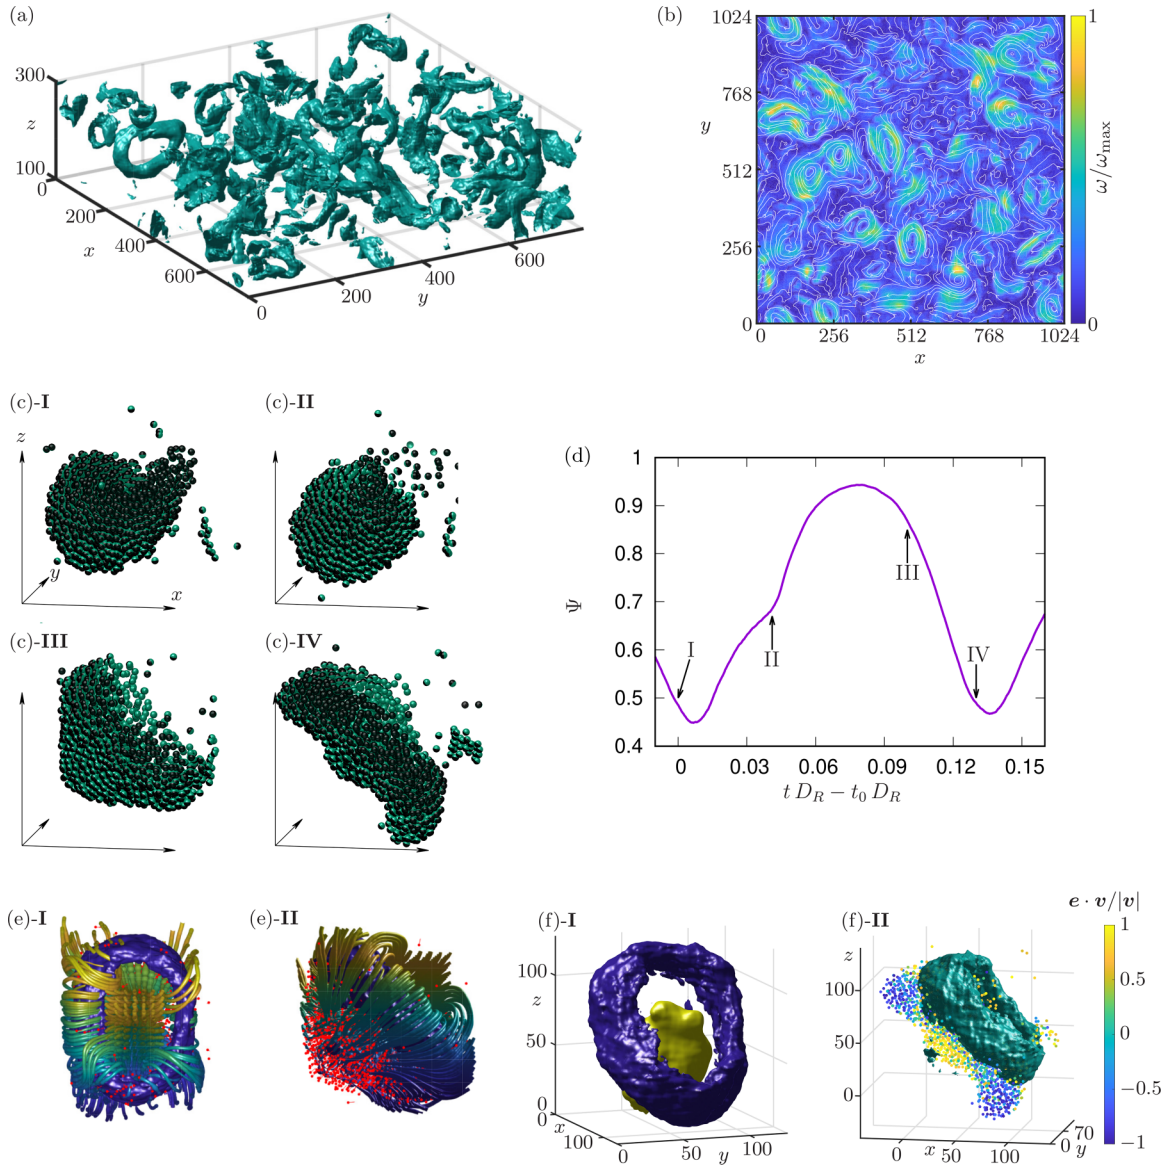 (a)
300
z
100
0
200
x
400
600
0
200
y
400
600
(b)
1024
768
y
512
256
0
0
256
512
768
1024
x
1
ω/ω_max
0
(c)-I
z
y
x
(c)-II
(c)-III
(c)-IV
(d)
1
0.9
0.8
Ψ
0.7
0.6
0.5
0.4
I
II
III
IV
0
0.03
0.06
0.09
0.12
0.15
t D_R − t_0 D_R
(e)-I
(e)-II
(f)-I
100
z
50
0
0
x
100
0
50
y
100
(f)-II
z
100
50
0
0
x
50
100
0
y
70
e · v/|v|
1
0.5
0
−0.5
−1